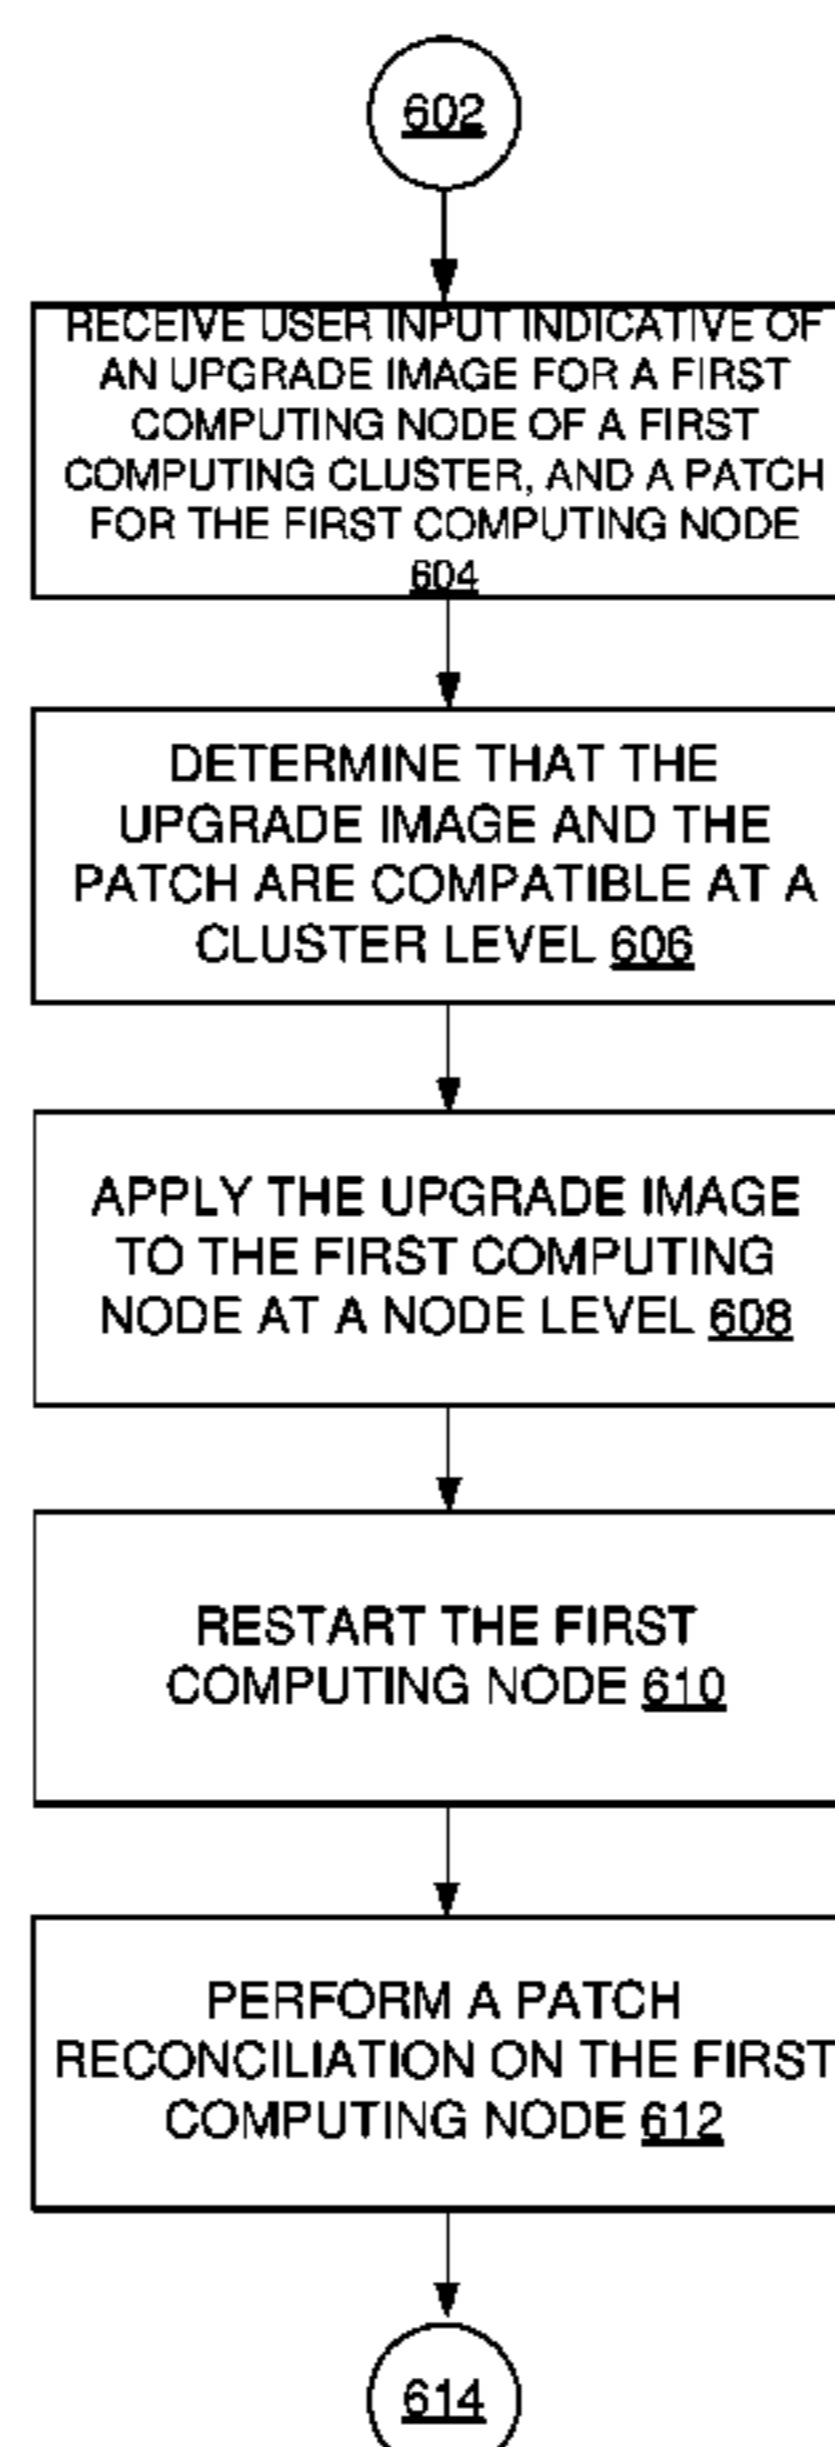 602
RECEIVE USER INPUT INDICATIVE OF
AN UPGRADE IMAGE FOR A FIRST
COMPUTING NODE OF A FIRST
COMPUTING CLUSTER, AND A PATCH
FOR THE FIRST COMPUTING NODE
604
DETERMINE THAT THE
UPGRADE IMAGE AND THE
PATCH ARE COMPATIBLE AT A
CLUSTER LEVEL 606
APPLY THE UPGRADE IMAGE
TO THE FIRST COMPUTING
NODE AT A NODE LEVEL 608
RESTART THE FIRST
COMPUTING NODE 610
PERFORM A PATCH
RECONCILIATION ON THE FIRST
COMPUTING NODE 612
614